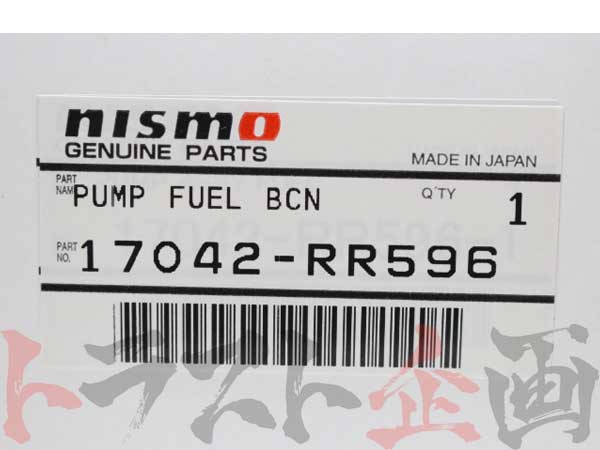 nismo
GENUINE PARTS
MADE IN JAPAN
PART NAME PUMP FUEL BCN Q'TY 1
PART NO. 17042-RR596
トラスト企画